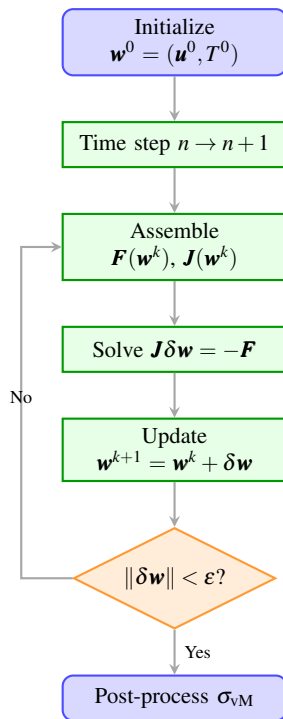 Initialize
𝒘⁰ = (𝒖⁰, T⁰)
Time step n → n + 1
Assemble
𝑭(𝒘ᵏ), 𝑱(𝒘ᵏ)
Solve 𝑱δ𝒘 = −𝑭
Update
𝒘ᵏ⁺¹ = 𝒘ᵏ + δ𝒘
No
‖δ𝒘‖ < ε?
Yes
Post-process σ_vM